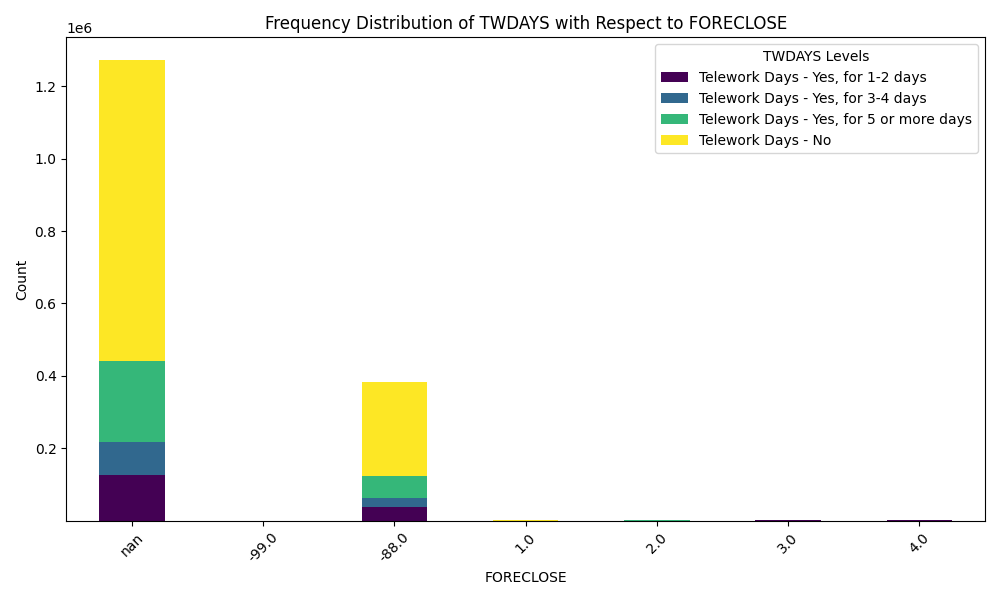 Frequency Distribution of TWDAYS with Respect to FORECLOSE
1e6
TWDAYS Levels
Telework Days - Yes, for 1-2 days
Telework Days - Yes, for 3-4 days
Telework Days - Yes, for 5 or more days
Telework Days - No
1.2
1.0
0.8
0.6
0.4
0.2
Count
nan
-99.0
-88.0
1.0
2.0
3.0
4.0
FORECLOSE